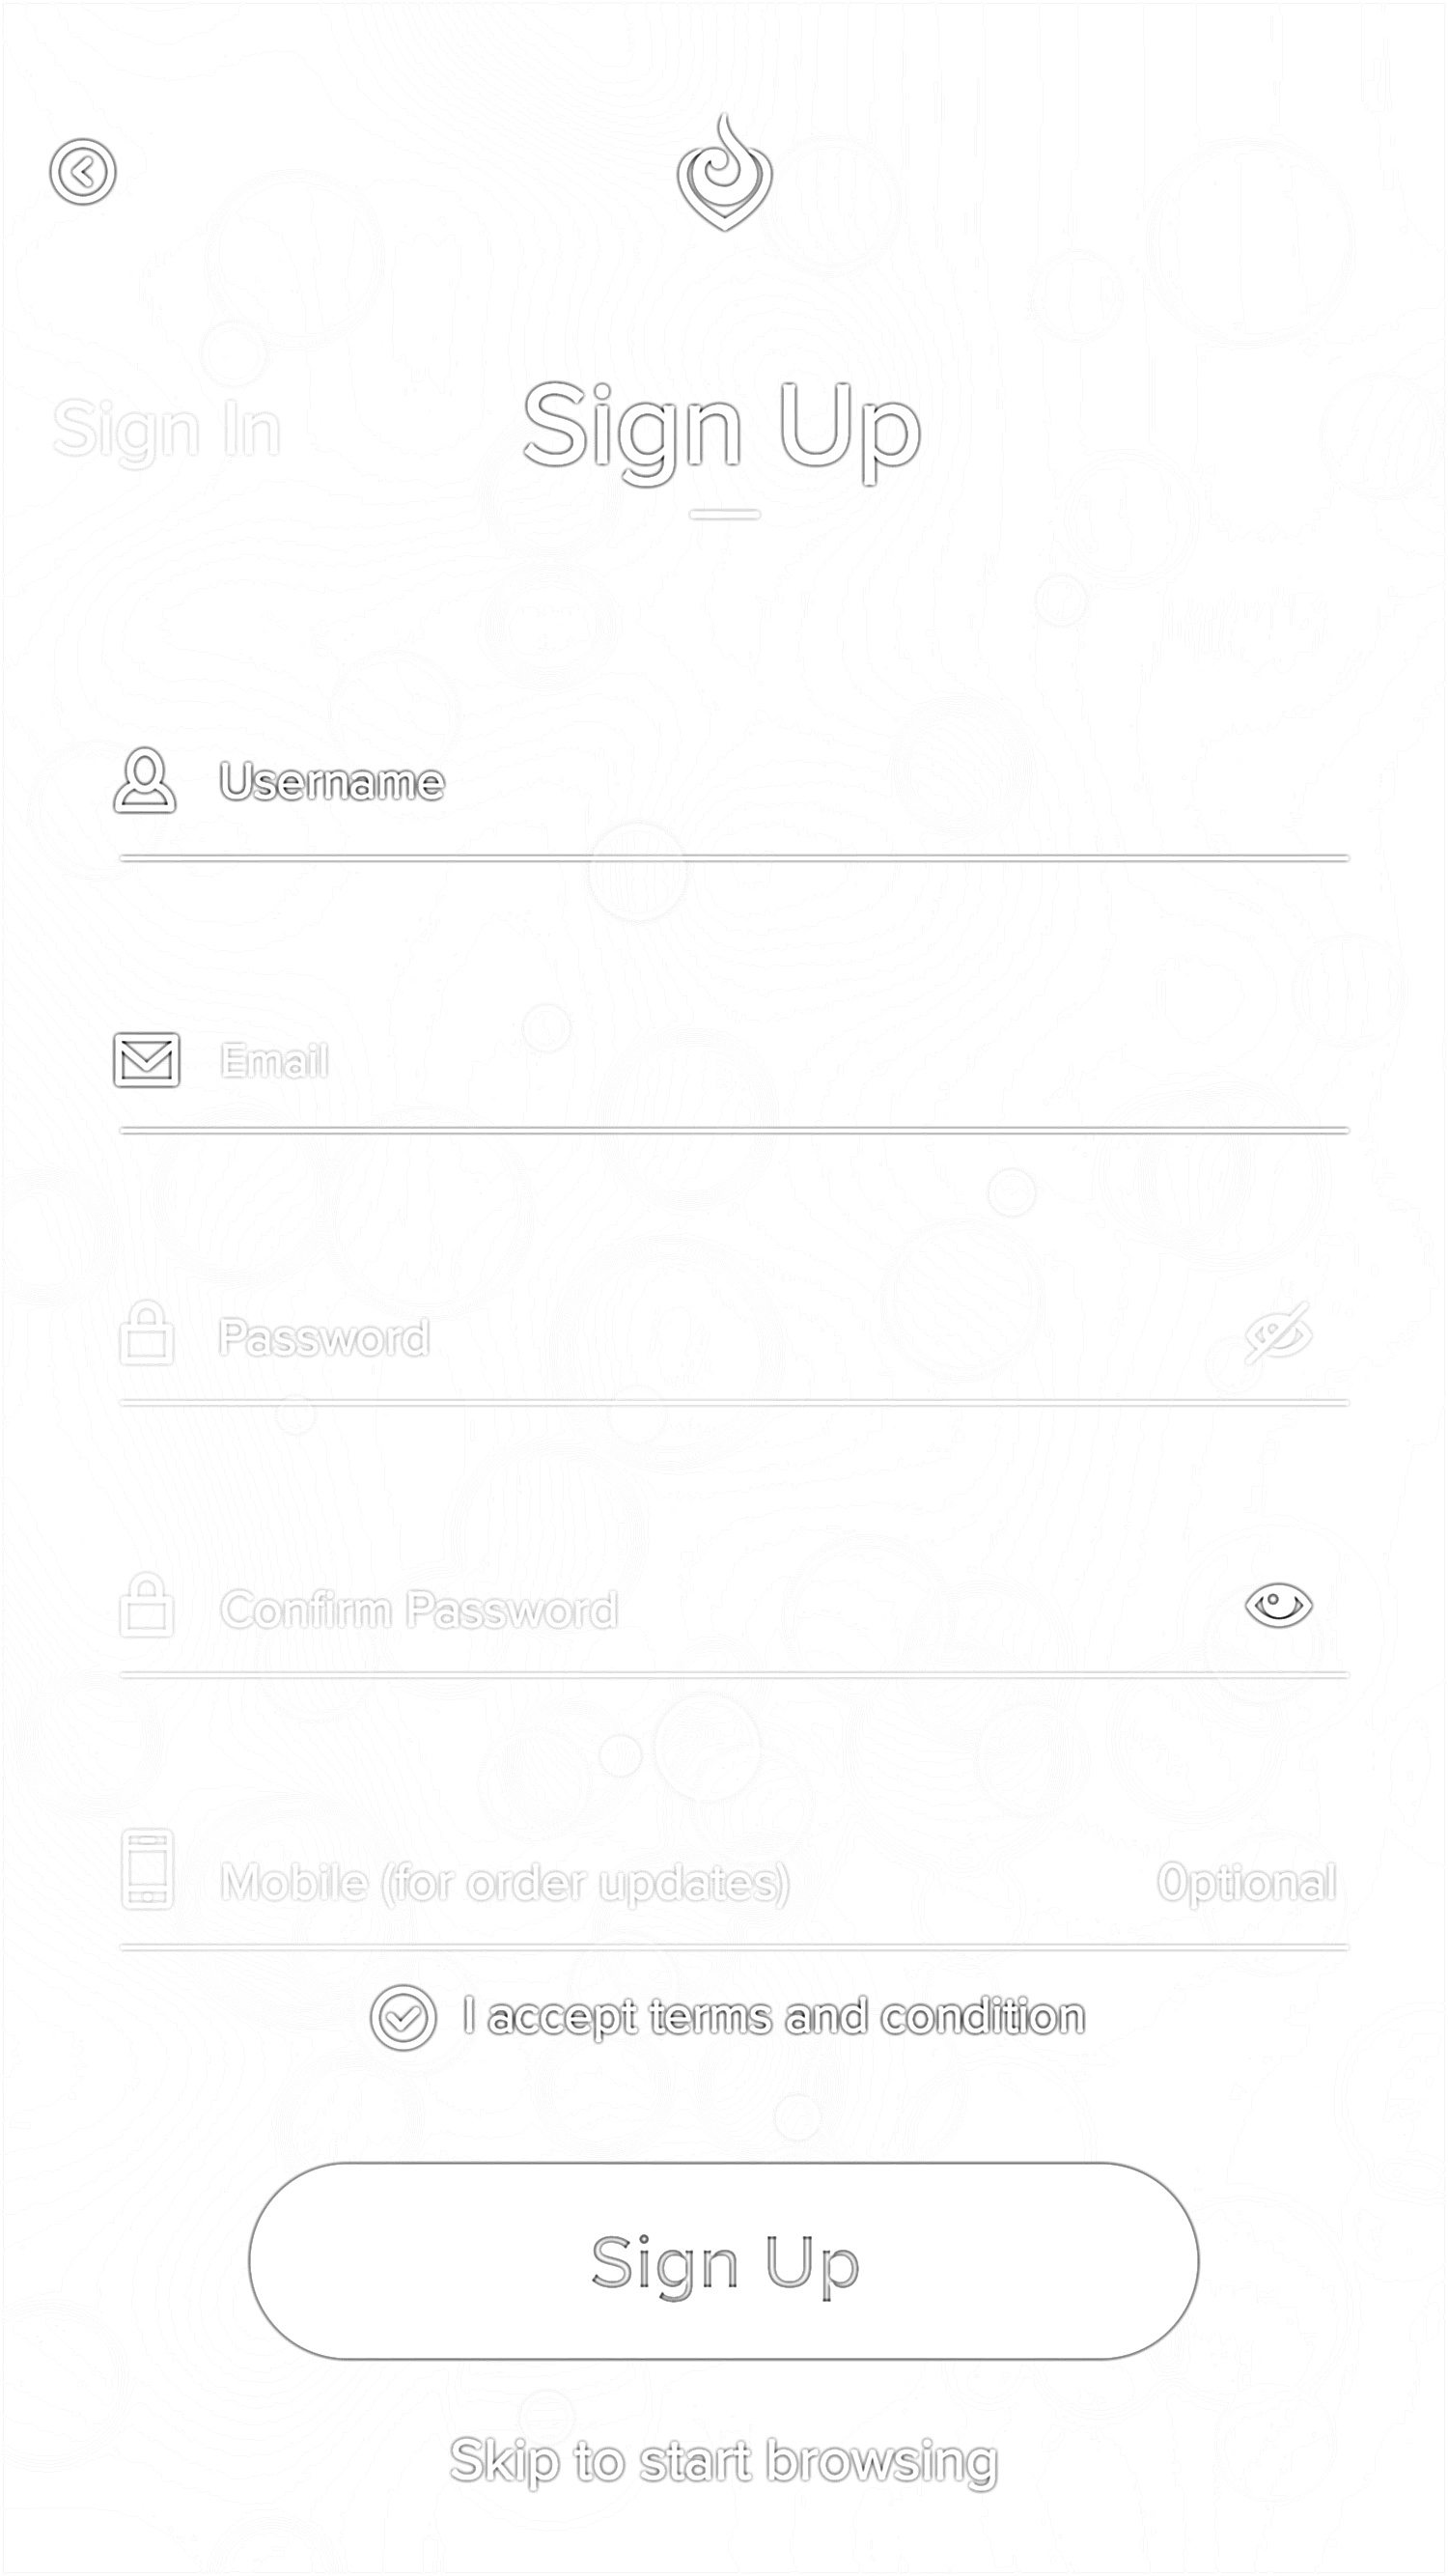 Sign In
Sign Up
Username
Email
Password
Confirm Password
Mobile (for order updates) Optional
I accept terms and condition
Sign Up
Skip to start browsing